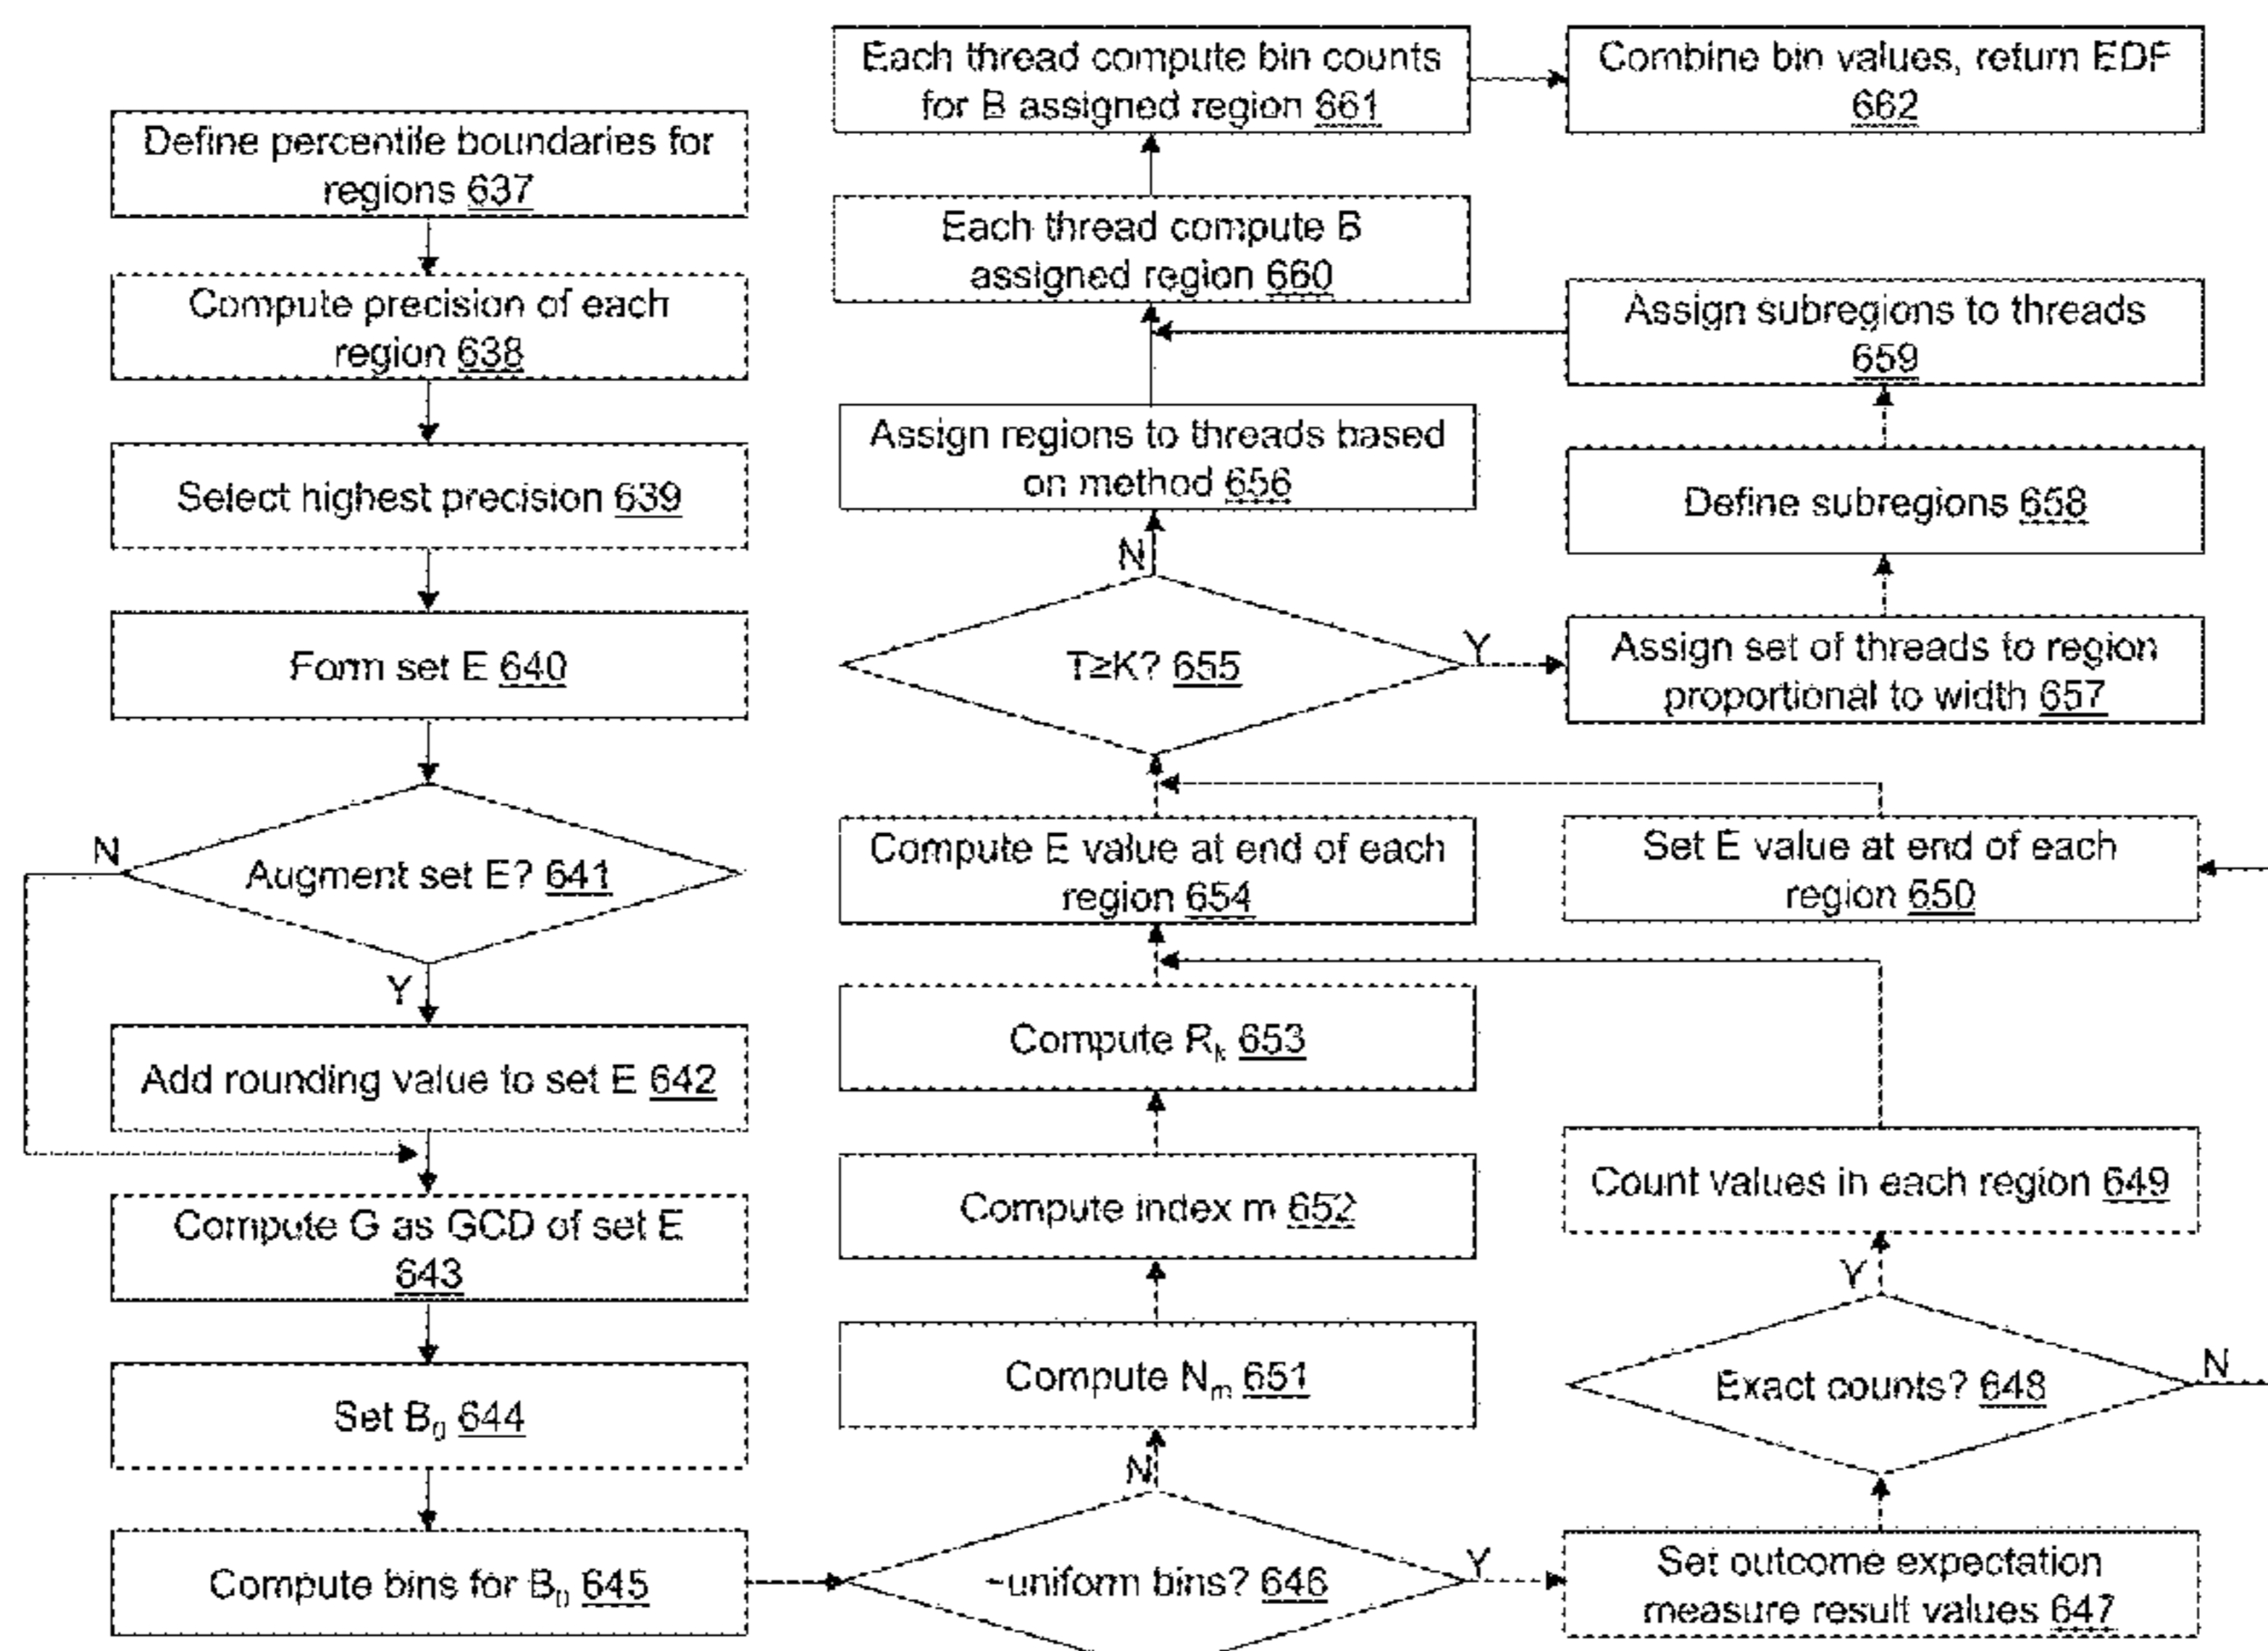 Define percentile boundaries for
regions 637
Compute precision of each
region 638
Select highest precision 639
Form set E 640
Augment set E? 641
N
Y
Add rounding value to set E 642
Compute G as GCD of set E
643
Set B₀ 644
Compute bins for B₀ 645
~uniform bins? 646
N
Y
Set outcome expectation
measure result values 647
Exact counts? 648
Y
N
Count values in each region 649
Set E value at end of each
region 650
Compute Nₘ 651
Compute index m 652
Compute Rₖ 653
Compute E value at end of each
region 654
T≥K? 655
N
Y
Assign regions to threads based
on method 656
Assign set of threads to region
proportional to width 657
Define subregions 658
Assign subregions to threads
659
Each thread compute B
assigned region 660
Each thread compute bin counts
for B assigned region 661
Combine bin values, return EDF
662